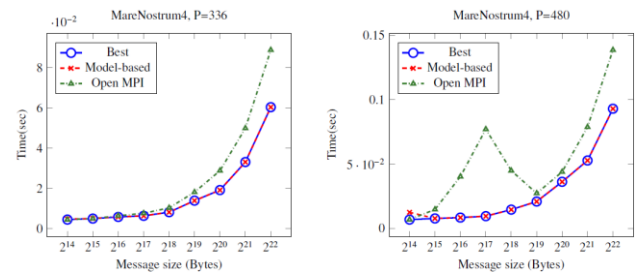 MareNostrum4, P=336
·10⁻²
Best
Model-based
Open MPI
8
6
4
2
0
Time(sec)
2¹⁴ 2¹⁵ 2¹⁶ 2¹⁷ 2¹⁸ 2¹⁹ 2²⁰ 2²¹ 2²²
Message size (Bytes)
MareNostrum4, P=480
Best
Model-based
Open MPI
0.15
0.1
5·10⁻²
0
Time(sec)
2¹⁴ 2¹⁵ 2¹⁶ 2¹⁷ 2¹⁸ 2¹⁹ 2²⁰ 2²¹ 2²²
Message size (Bytes)